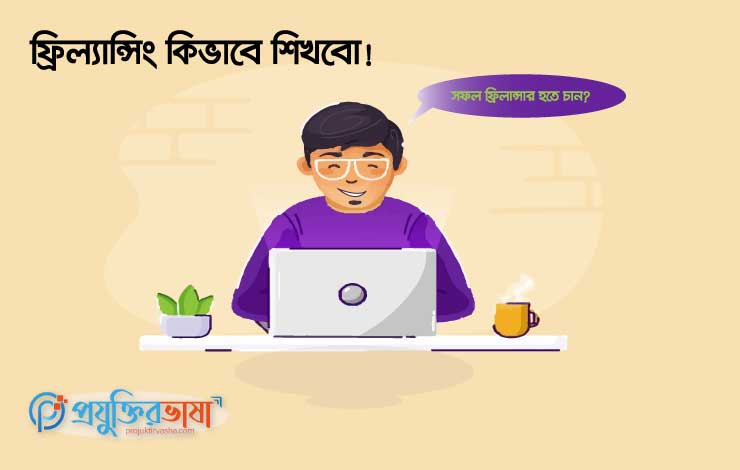 ফ্রিল্যান্সিং কিভাবে শিখবো!
সফল ফ্রিলান্সার হতে চান?
প্রযুক্তিরভাষা
projuktirvasha.com